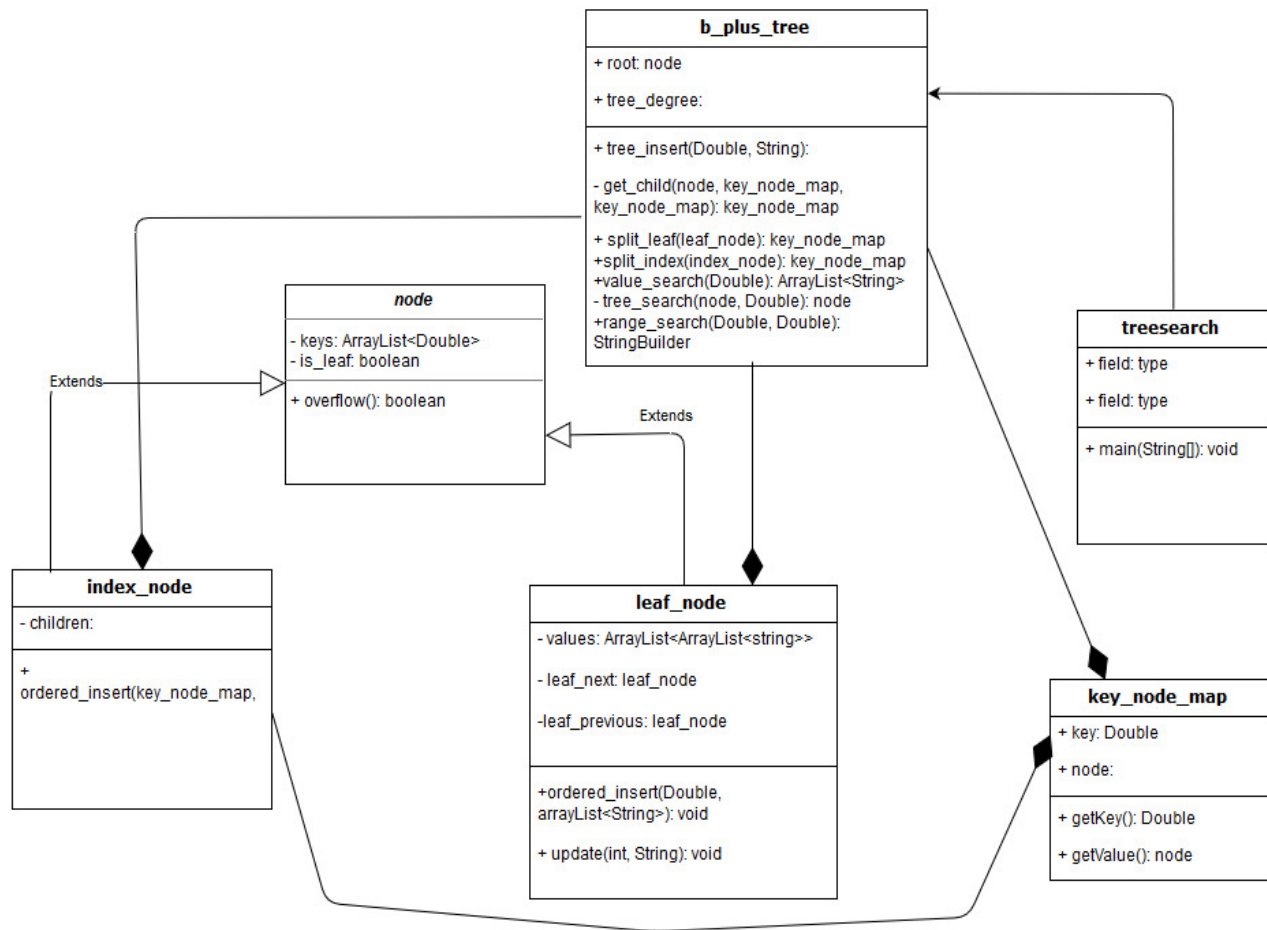 b_plus_tree
+ root: node
+ tree_degree:
+ tree_insert(Double, String):
- get_child(node, key_node_map,
key_node_map): key_node_map
+ split_leaf(leaf_node): key_node_map
+split_index(index_node): key_node_map
+value_search(Double): ArrayList<String>
- tree_search(node, Double): node
+range_search(Double, Double):
StringBuilder
node
- keys: ArrayList<Double>
- is_leaf: boolean
+ overflow(): boolean
Extends
Extends
treesearch
+ field: type
+ field: type
+ main(String[]): void
index_node
- children:
+
ordered_insert(key_node_map,
leaf_node
- values: ArrayList<ArrayList<string>>
- leaf_next: leaf_node
-leaf_previous: leaf_node
+ordered_insert(Double,
arrayList<String>): void
+ update(int, String): void
key_node_map
+ key: Double
+ node:
+ getKey(): Double
+ getValue(): node